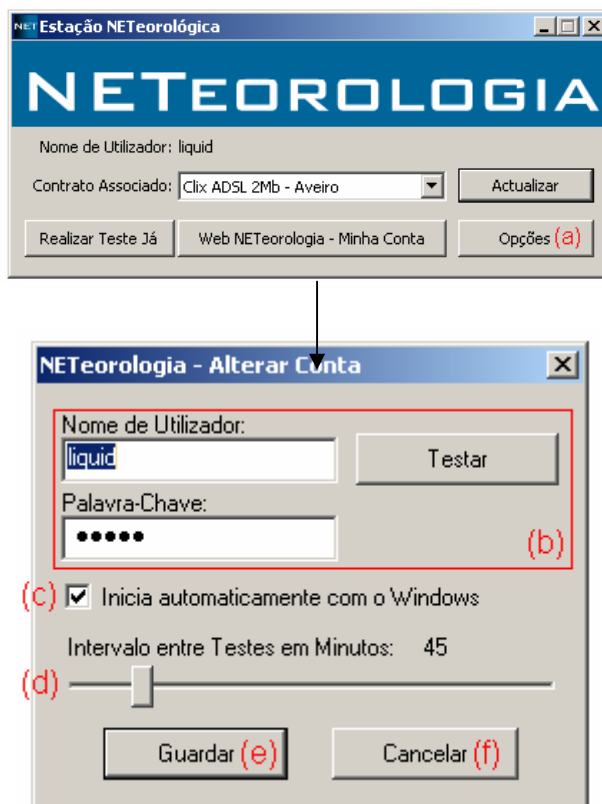 NET Estação NETeorológica
NETEOROLOGIA
Nome de Utilizador: liquid
Contrato Associado: Clix ADSL 2Mb - Aveiro Actualizar
Realizar Teste Já Web NETeorologia - Minha Conta Opções (a)
NETeorologia - Alterar Conta
Nome de Utilizador:
liquid Testar
Palavra-Chave:
●●●●● (b)
(c) Inicia automaticamente com o Windows
Intervalo entre Testes em Minutos: 45
(d)
Guardar (e) Cancelar (f)